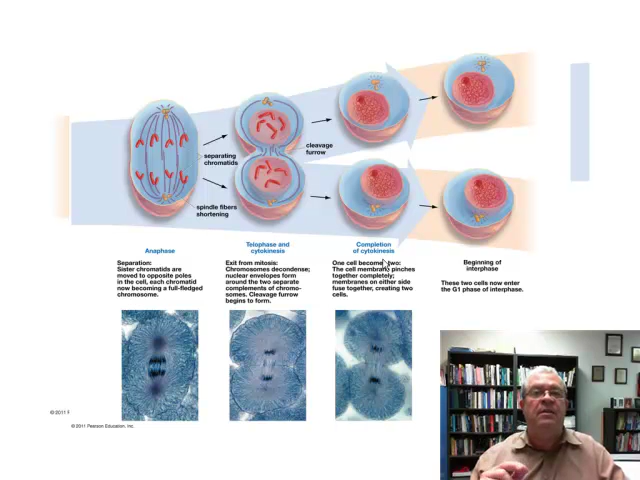 cleavage
furrow
separating
chromatids
spindle fibers
shortening
Anaphase
Separation:
Sister chromatids are
moved to opposite poles
in the cell, each chromatid
now becoming a full-fledged
chromosome.
Telophase and
cytokinesis
Exit from mitosis:
Chromosomes decondense;
nuclear envelopes form
around the two separate
complements of chromo-
somes. Cleavage furrow
begins to form.
Completion
of cytokinesis
One cell becomes two:
The cell membrane pinches
together completely;
membranes on either side
fuse together, creating two
cells.
Beginning of
interphase
These two cells now enter
the G1 phase of interphase.
© 2011 F
© 2011 Pearson Education, Inc.